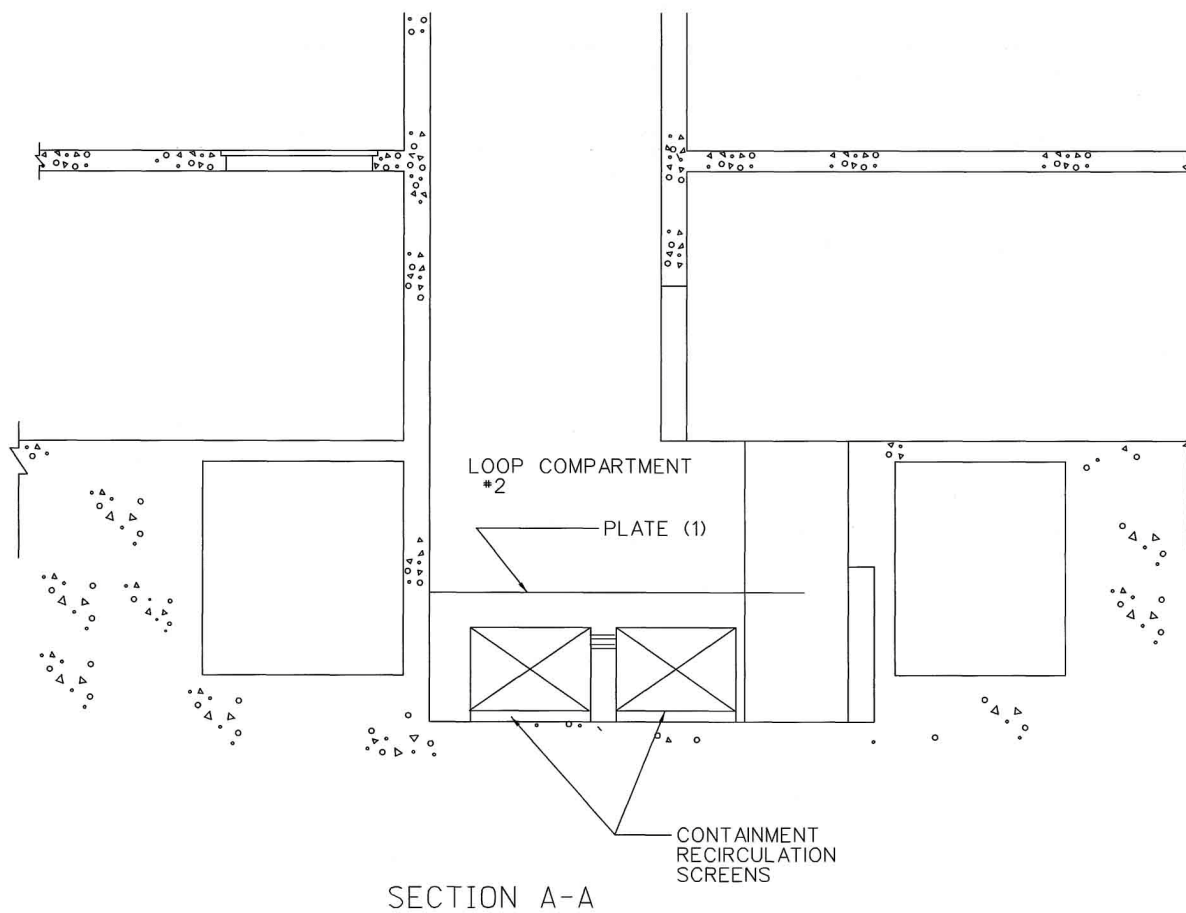 LOOP COMPARTMENT
#2
PLATE (1)
CONTAINMENT
RECIRCULATION
SCREENS
SECTION A-A